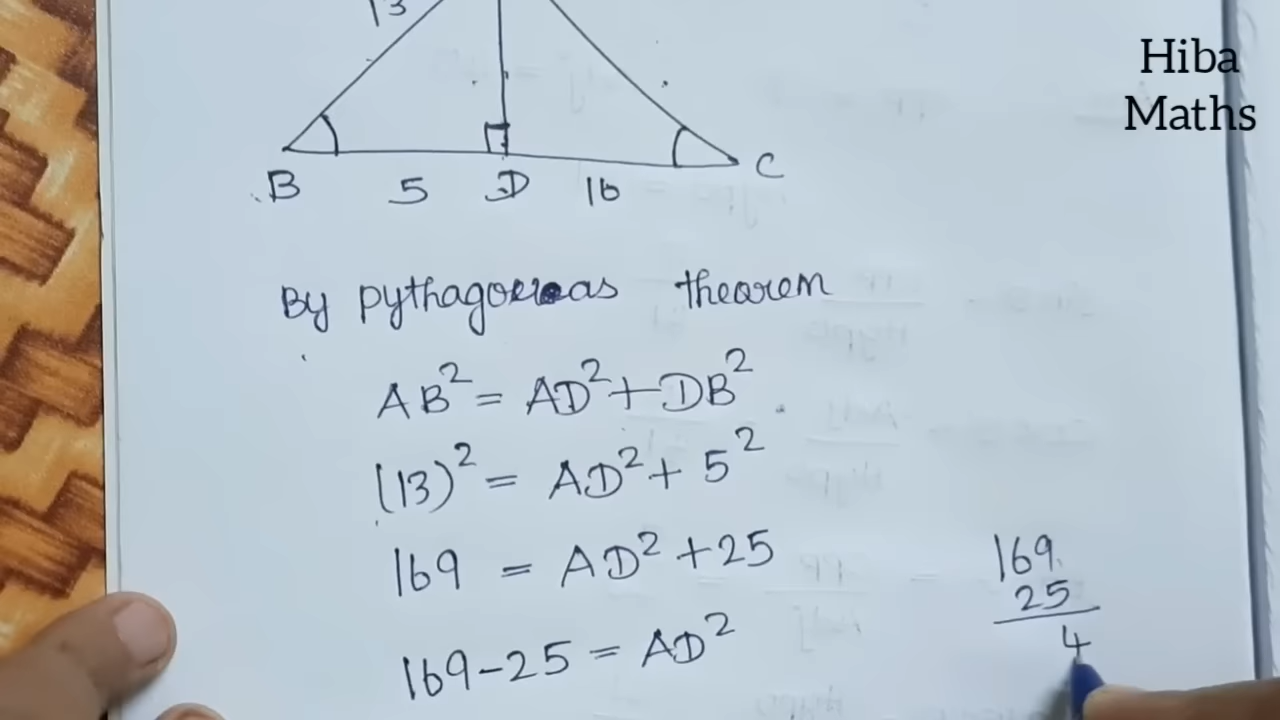 13
Hiba
Maths
B 5 D 16 C
By pythagoreas theorem
AB² = AD² + DB²
(13)² = AD² + 5²
169 = AD² + 25
169 - 25 = AD²
169
25
4